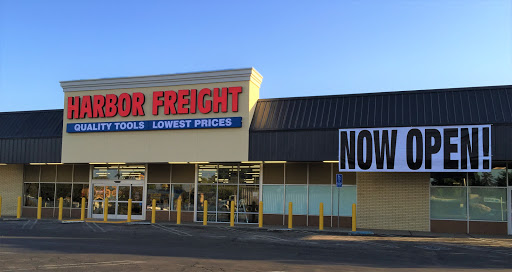 HARBOR FREIGHT
QUALITY TOOLS LOWEST PRICES
NOW OPEN!